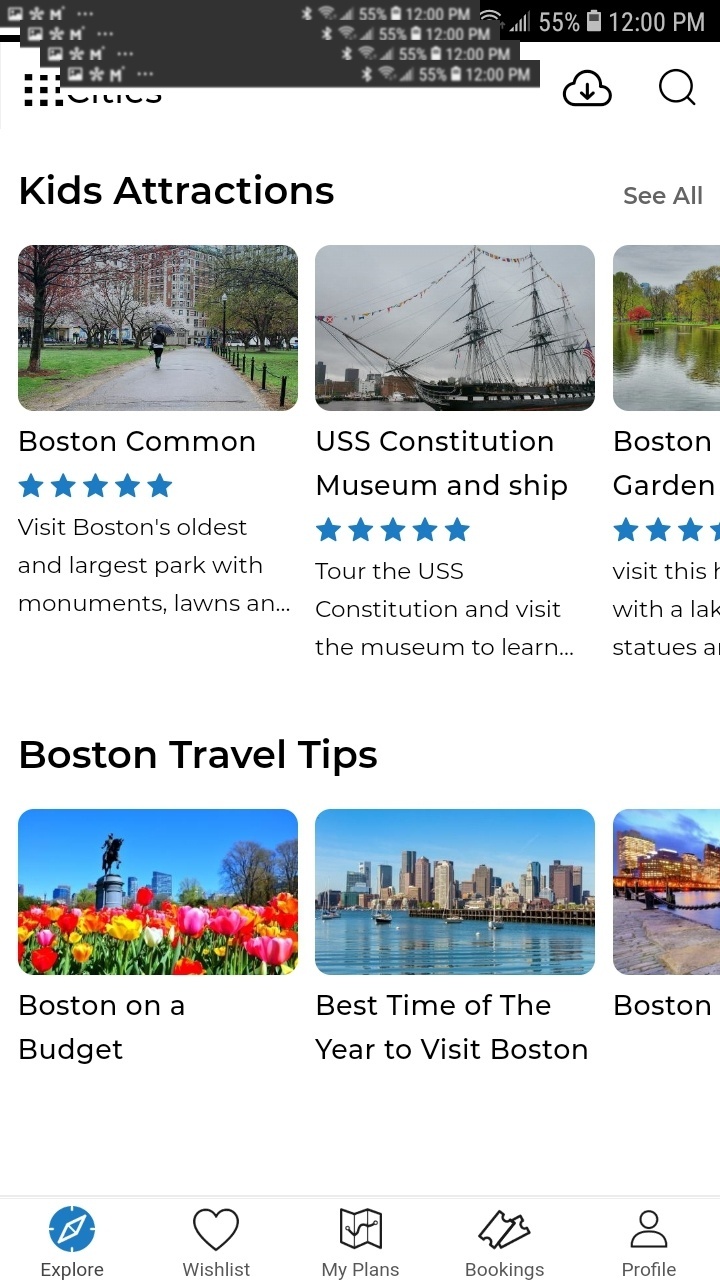 55% 12:00 PM
55% 12:00 PM
55% 12:00 PM
55% 12:00 PM
55% 12:00 PM
Cities
Kids Attractions
See All
Boston Common
Visit Boston's oldest
and largest park with
monuments, lawns an...
USS Constitution
Museum and ship
Tour the USS
Constitution and visit
the museum to learn...
Boston
Garden
visit this
with a
statues
Boston Travel Tips
Boston on a
Budget
Best Time of The
Year to Visit Boston
Boston
Explore
Wishlist
My Plans
Bookings
Profile